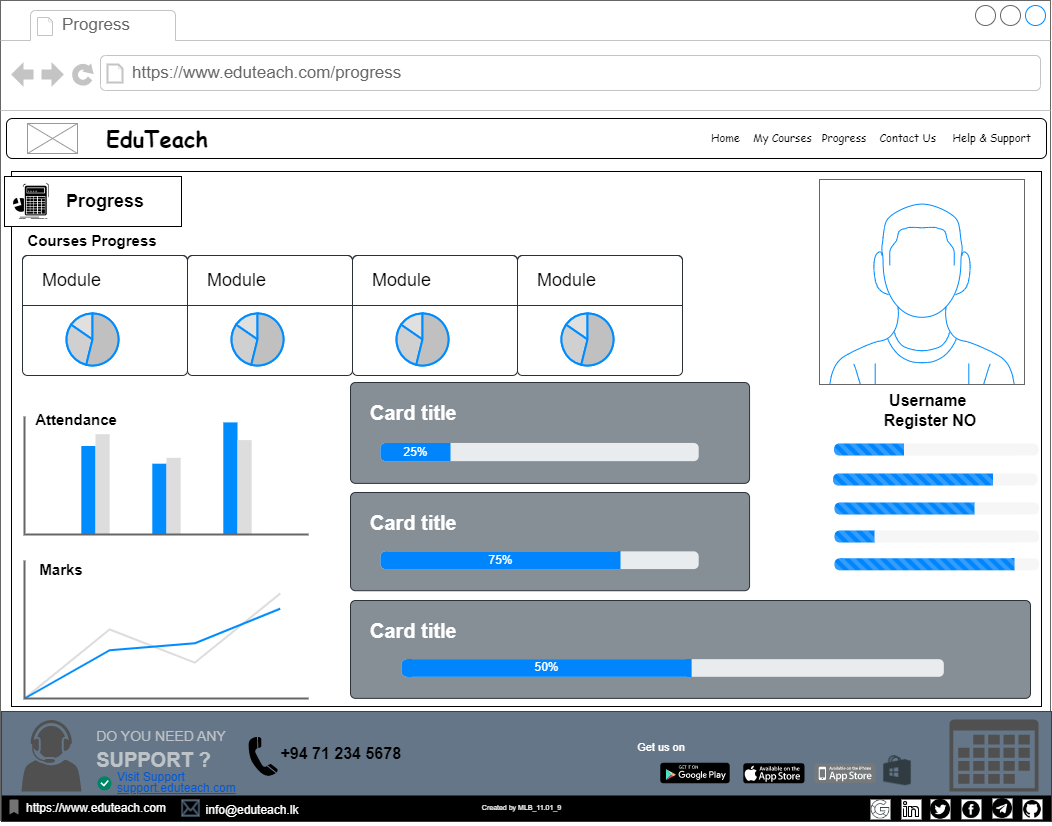 Progress
https://www.eduteach.com/progress
EduTeach
Home My Courses Progress Contact Us Help & Support
Progress
Courses Progress
Module Module Module Module
Username
Register NO
Attendance
Card title
25%
Card title
75%
Marks
Card title
50%
DO YOU NEED ANY
SUPPORT ?
Visit Support
support.eduteach.com
+94 71 234 5678
Get us on
GET IT ON
Google Play
Available on the
App Store
Available on the iPhone
App Store
https://www.eduteach.com
info@eduteach.lk
Created by MLB_11.01_9